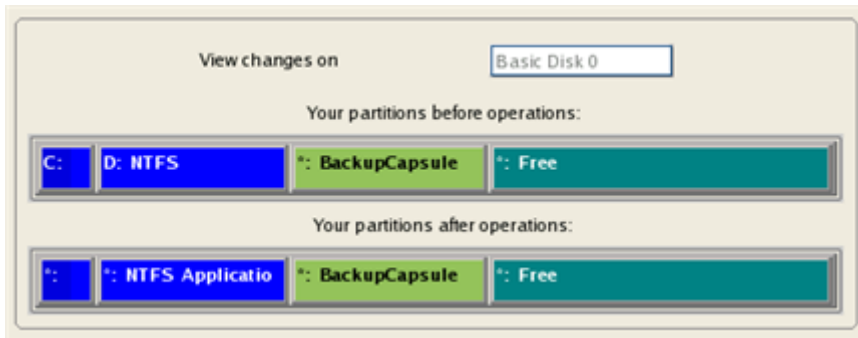 View changes on
Basic Disk 0
Your partitions before operations:
C: D: NTFS *: BackupCapsule *: Free
Your partitions after operations:
*: *: NTFS Applicatio *: BackupCapsule *: Free